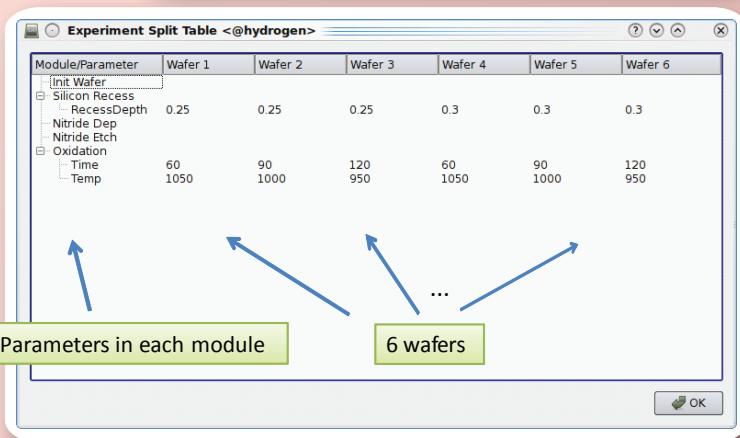 Experiment Split Table <@hydrogen>
Module/Parameter Wafer 1 Wafer 2 Wafer 3 Wafer 4 Wafer 5 Wafer 6
Init Wafer
Silicon Recess
RecessDepth 0.25 0.25 0.25 0.3 0.3 0.3
Nitride Dep
Nitride Etch
Oxidation
Time 60 90 120 60 90 120
Temp 1050 1000 950 1050 1000 950
...
Parameters in each module 6 wafers
OK